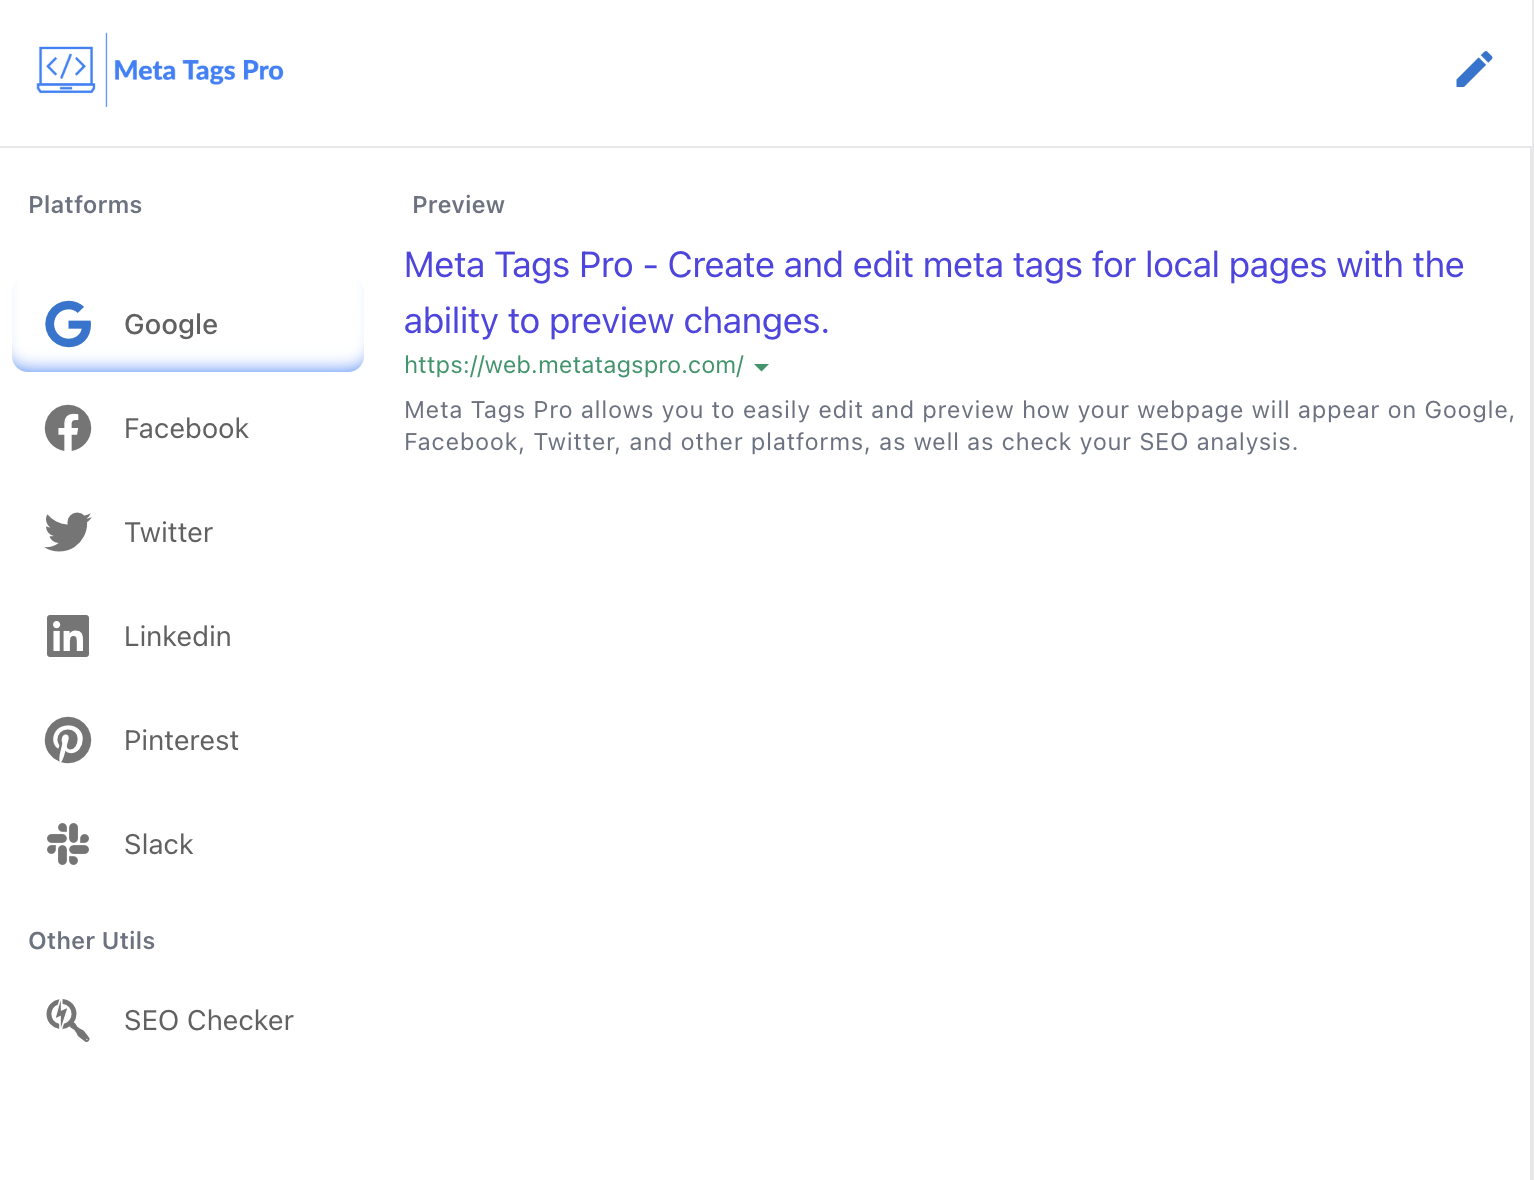 Meta Tags Pro
Platforms
Google
Facebook
Twitter
Linkedin
Pinterest
Slack
Other Utils
SEO Checker
Preview
Meta Tags Pro - Create and edit meta tags for local pages with the
ability to preview changes.
https://web.metatagspro.com/
Meta Tags Pro allows you to easily edit and preview how your webpage will appear on Google,
Facebook, Twitter, and other platforms, as well as check your SEO analysis.